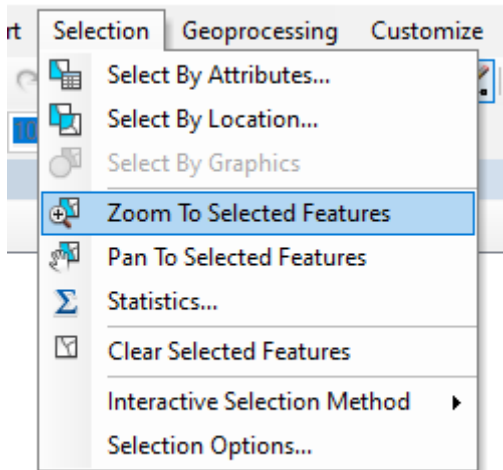 Selection Geoprocessing Customize
Select By Attributes...
Select By Location...
10
Select By Graphics
Zoom To Selected Features
Pan To Selected Features
Statistics...
Clear Selected Features
Interactive Selection Method
Selection Options...